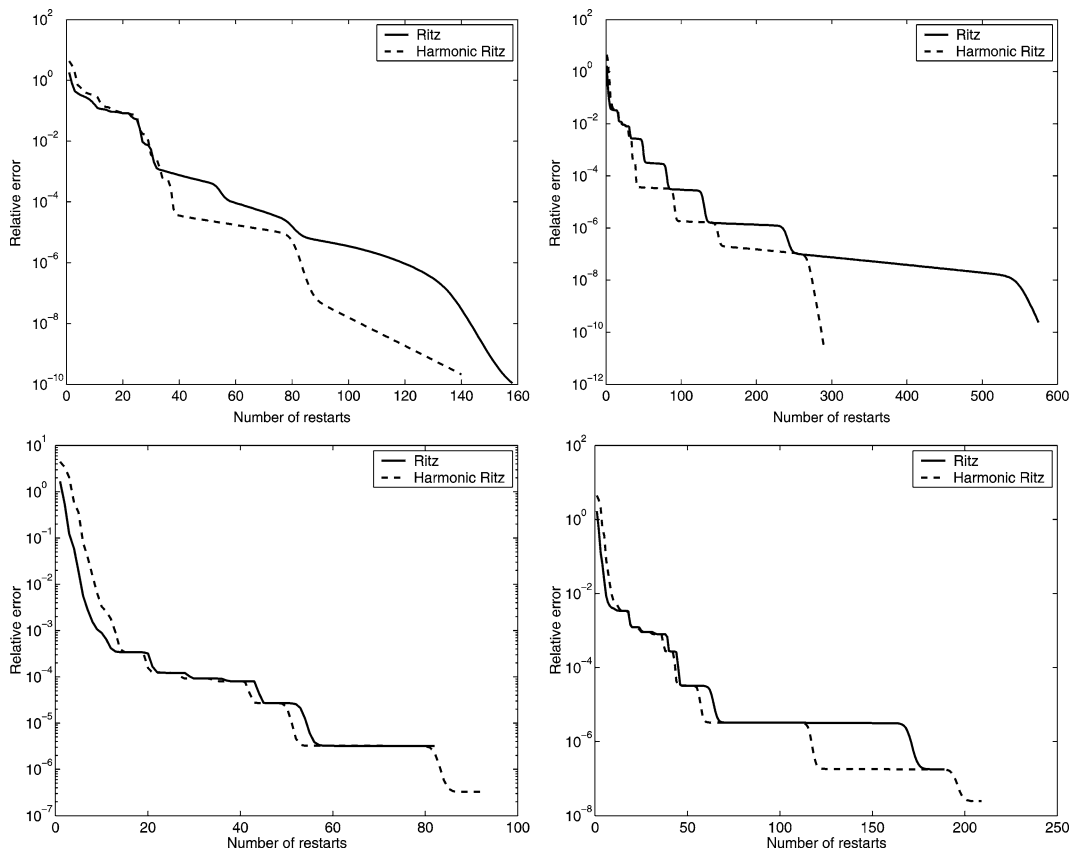 10^2
10^0
10^-2
10^-4
10^-6
10^-8
10^-10
Relative error
0 20 40 60 80 100 120 140 160
Number of restarts
Ritz
Harmonic Ritz
10^2
10^0
10^-2
10^-4
10^-6
10^-8
10^-10
10^-12
Relative error
0 100 200 300 400 500 600
Number of restarts
Ritz
Harmonic Ritz
10^1
10^0
10^-1
10^-2
10^-3
10^-4
10^-5
10^-6
10^-7
Relative error
0 20 40 60 80 100
Number of restarts
Ritz
Harmonic Ritz
10^2
10^0
10^-2
10^-4
10^-6
10^-8
Relative error
0 50 100 150 200 250
Number of restarts
Ritz
Harmonic Ritz